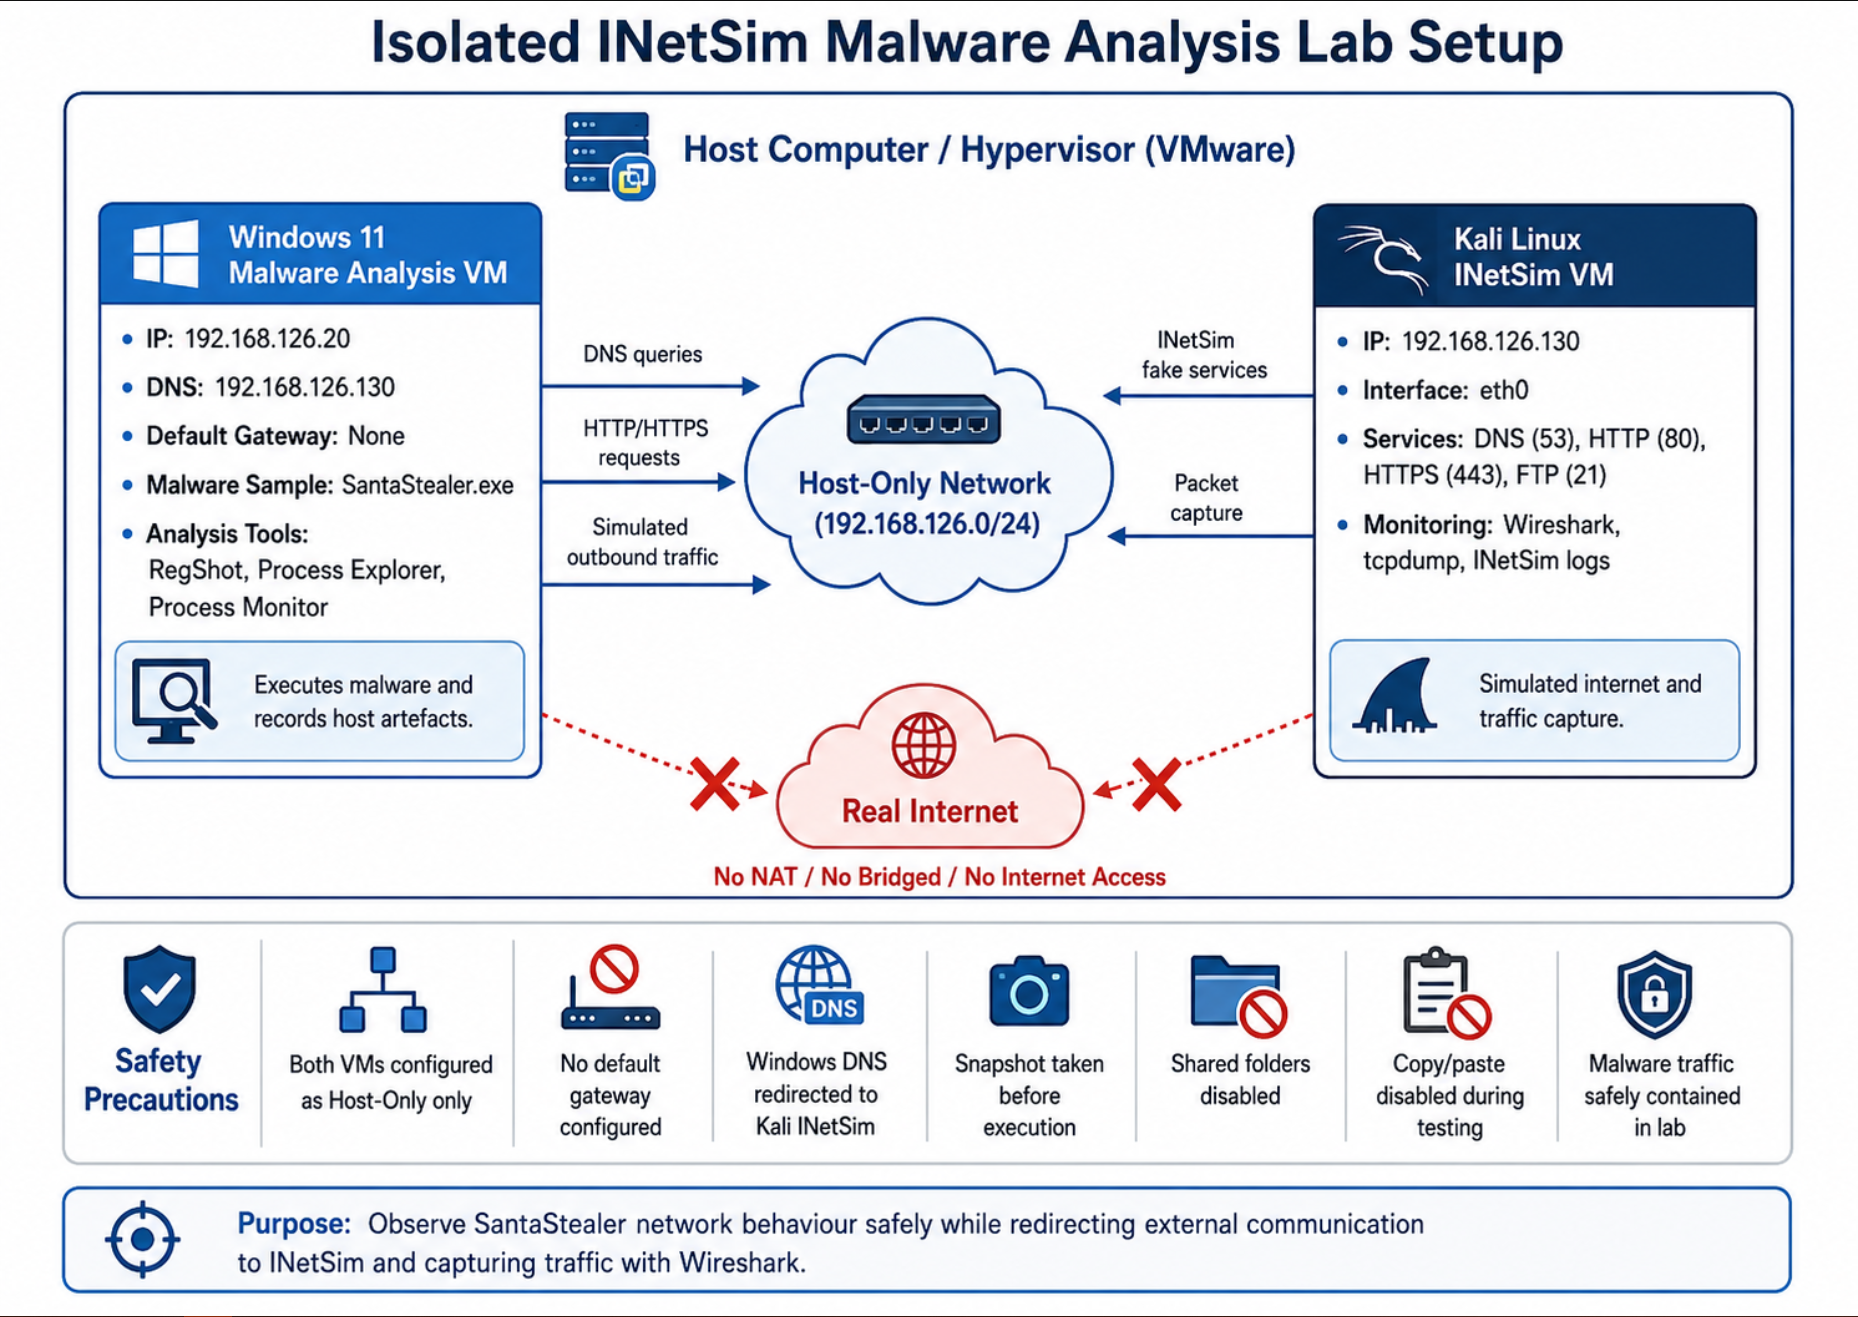 Isolated INetSim Malware Analysis Lab Setup
Host Computer / Hypervisor (VMware)
Windows 11
Malware Analysis VM
• IP: 192.168.126.20
• DNS: 192.168.126.130
• Default Gateway: None
• Malware Sample: SantaStealer.exe
• Analysis Tools:
RegShot, Process Explorer,
Process Monitor
Executes malware and
records host artefacts.
DNS queries
HTTP/HTTPS
requests
Simulated
outbound traffic
Host-Only Network
(192.168.126.0/24)
INetSim
fake services
Packet
capture
Kali Linux
INetSim VM
• IP: 192.168.126.130
• Interface: eth0
• Services: DNS (53), HTTP (80),
HTTPS (443), FTP (21)
• Monitoring: Wireshark,
tcpdump, INetSim logs
Simulated internet and
traffic capture.
Real Internet
No NAT / No Bridged / No Internet Access
Safety
Precautions
Both VMs configured
as Host-Only only
No default
gateway
configured
DNS
Windows DNS
redirected to
Kali INetSim
Snapshot taken
before
execution
Shared folders
disabled
Copy/paste
disabled during
testing
Malware traffic
safely contained
in lab
Purpose: Observe SantaStealer network behaviour safely while redirecting external communication
to INetSim and capturing traffic with Wireshark.